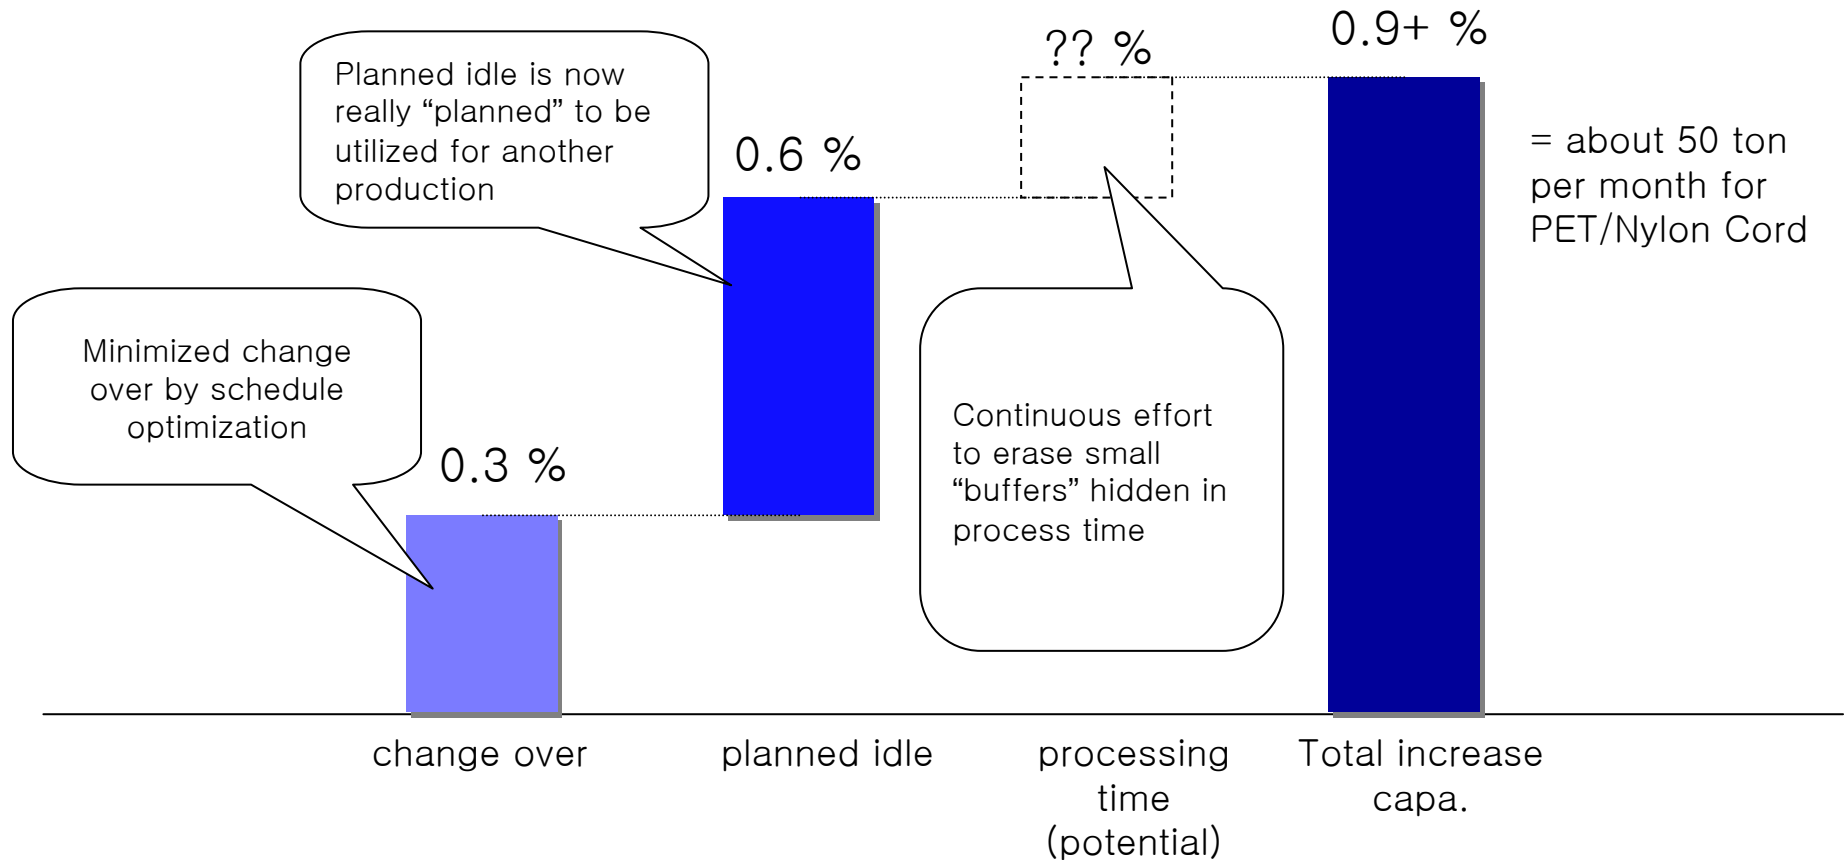 0.9+ %
?? %
Planned idle is now
really “planned” to be
utilized for another
production
0.6 %
= about 50 ton
per month for
PET/Nylon Cord
Minimized change
over by schedule
optimization
0.3 %
Continuous effort
to erase small
“buffers” hidden in
process time
change over
planned idle
processing
time
(potential)
Total increase
capa.